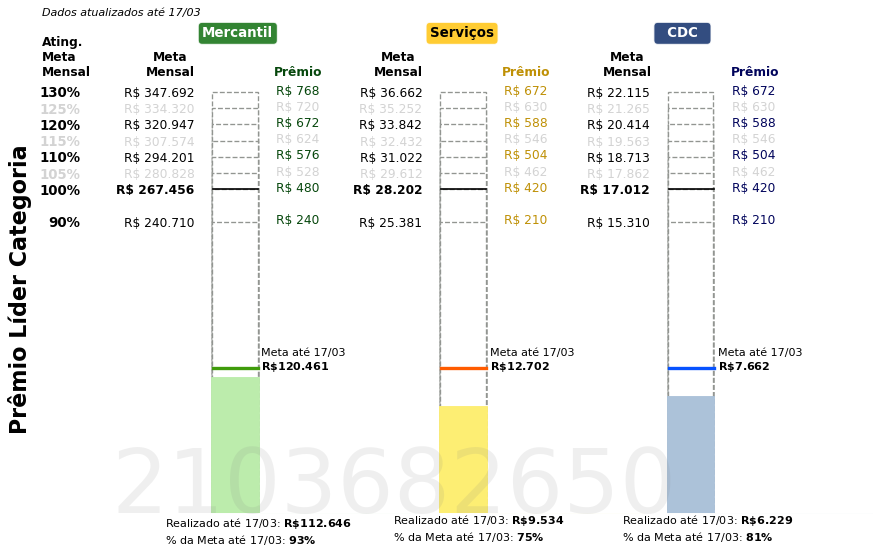 Dados atualizados até 17/03
Mercantil Serviços CDC
Ating.
Meta
Mensal
Meta
Mensal
Prêmio
Meta
Mensal
Prêmio
Meta
Mensal
Prêmio
130% R$ 347.692 R$ 768 R$ 36.662 R$ 672 R$ 22.115 R$ 672
125% R$ 334.320 R$ 720 R$ 35.252 R$ 630 R$ 21.265 R$ 630
120% R$ 320.947 R$ 672 R$ 33.842 R$ 588 R$ 20.414 R$ 588
115% R$ 307.574 R$ 624 R$ 32.432 R$ 546 R$ 19.563 R$ 546
110% R$ 294.201 R$ 576 R$ 31.022 R$ 504 R$ 18.713 R$ 504
105% R$ 280.828 R$ 528 R$ 29.612 R$ 462 R$ 17.862 R$ 462
100% R$ 267.456 R$ 480 R$ 28.202 R$ 420 R$ 17.012 R$ 420
90% R$ 240.710 R$ 240 R$ 25.381 R$ 210 R$ 15.310 R$ 210
Prêmio Líder Categoria
Meta até 17/03
R$120.461
Meta até 17/03
R$12.702
Meta até 17/03
R$7.662
2103682650
Realizado até 17/03: R$112.646
% da Meta até 17/03: 93%
Realizado até 17/03: R$9.534
% da Meta até 17/03: 75%
Realizado até 17/03: R$6.229
% da Meta até 17/03: 81%